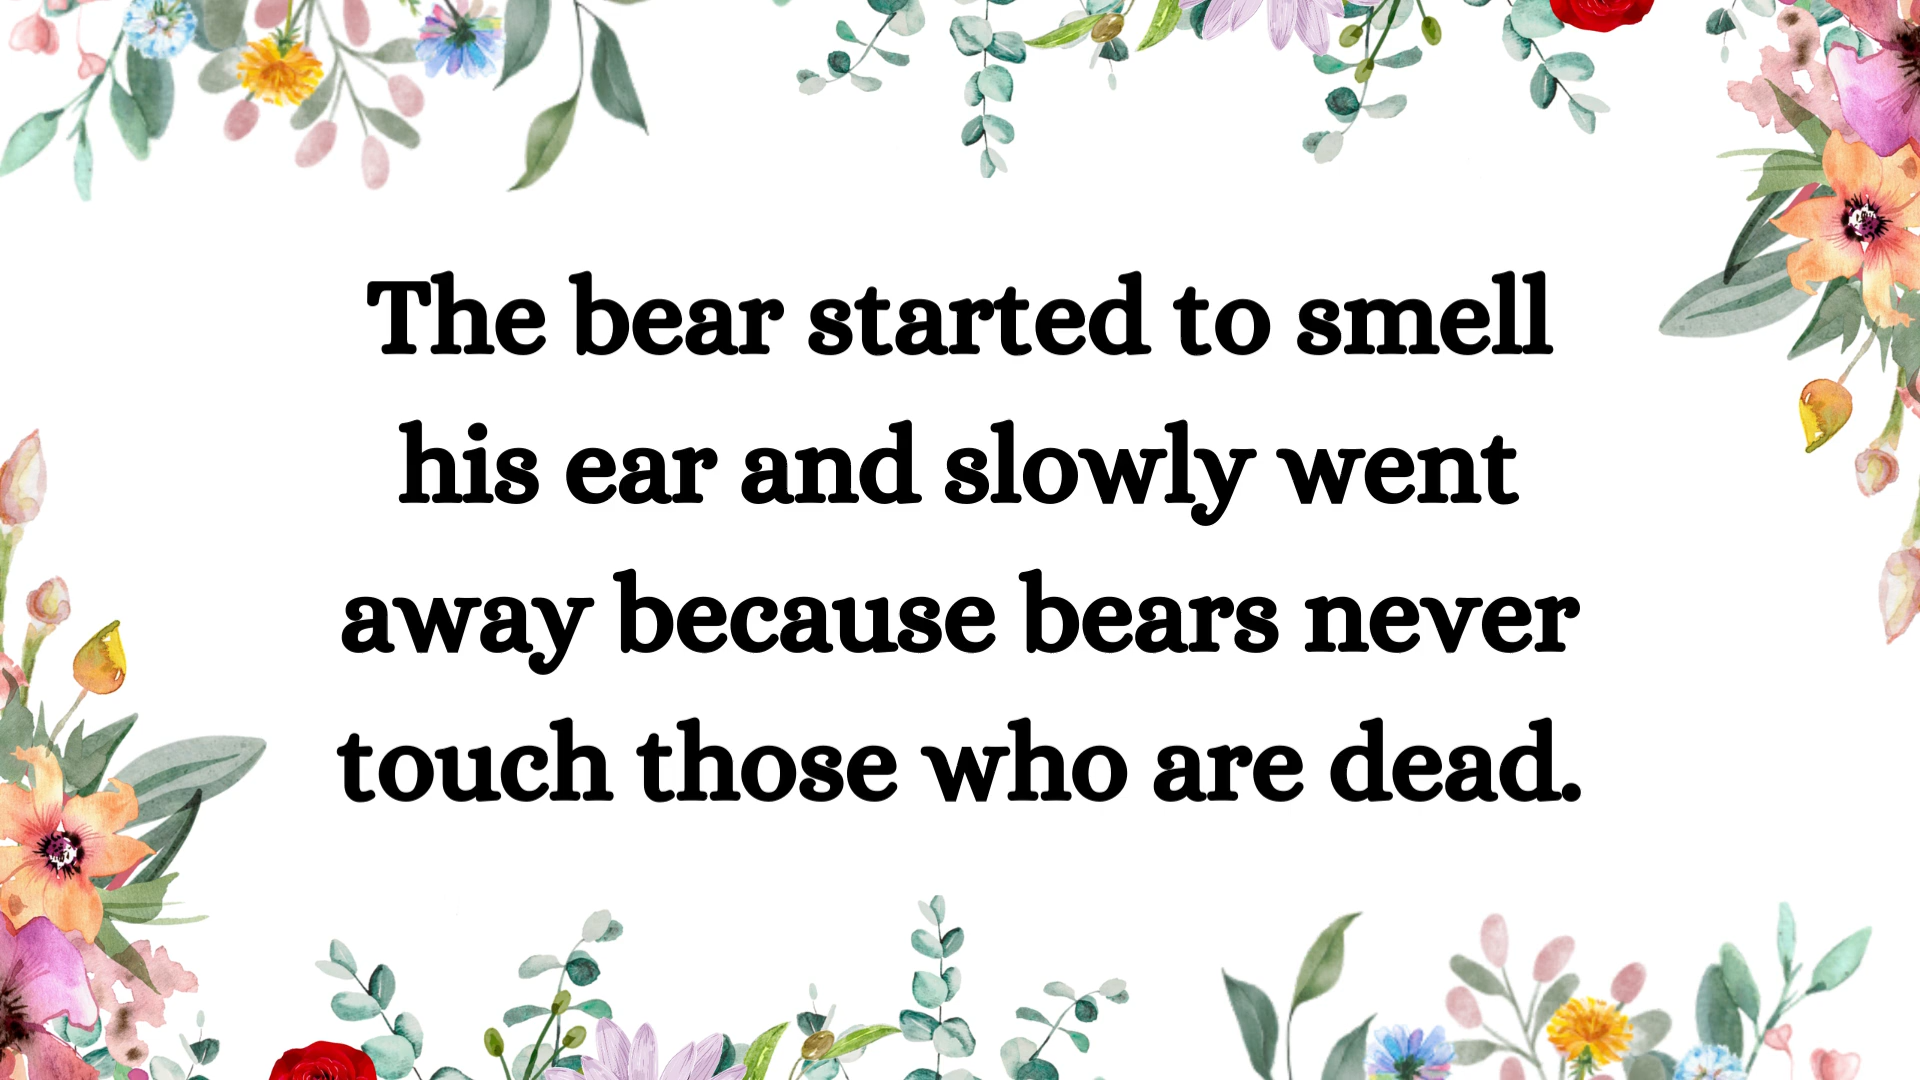 The bear started to smell
his ear and slowly went
away because bears never
touch those who are dead.